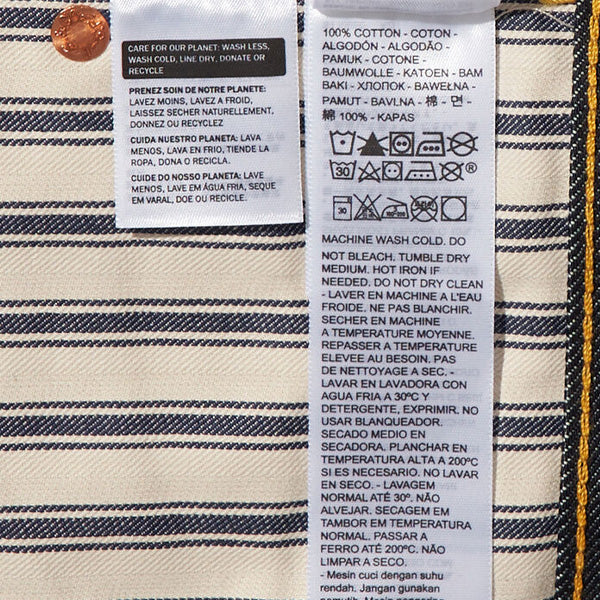 CARE FOR OUR PLANET: WASH LESS,
WASH COLD, LINE DRY, DONATE OR
RECYCLE
PRENEZ SOIN DE NOTRE PLANETE:
LAVEZ MOINS, LAVEZ A FROID,
LAISSEZ SECHER NATURELLEMENT,
DONNEZ OU RECYCLEZ
CUIDA NUESTRO PLANETA: LAVA
MENOS, LAVA EN FRIO, TIENDE LA
ROPA, DONA O RECICLA.
CUIDE DO NOSSO PLANETA: LAVE
MENOS, LAVE EM ÁGUA FRIA, SEQUE
EM VARAL, DOE OU RECICLE.
100% COTTON - COTON -
ALGODÓN - ALGODÃO -
PAMUK - COTONE -
BAUMWOLLE - KATOEN - BAM
BAKI - ХЛОПОК - BAWEŁNA -
PAMUT - BAVLNA - 棉 - 면 -
綿 100% - KAPAS
30 ®
30
MACHINE WASH COLD. DO
NOT BLEACH. TUMBLE DRY
MEDIUM. HOT IRON IF
NEEDED. DO NOT DRY CLEAN
- LAVER EN MACHINE A L'EAU
FROIDE. NE PAS BLANCHIR.
SECHER EN MACHINE
A TEMPERATURE MOYENNE.
REPASSER A TEMPERATURE
ELEVEE AU BESOIN. PAS
DE NETTOYAGE A SEC. -
LAVAR EN LAVADORA CON
AGUA FRIA A 30ºC Y
DETERGENTE, EXPRIMIR. NO
USAR BLANQUEADOR.
SECADO MEDIO EN
SECADORA. PLANCHAR EN
TEMPERATURA ALTA A 200ºC
SI ES NECESARIO. NO LAVAR
EN SECO. - LAVAGEM
NORMAL ATÉ 30º. NÃO
ALVEJAR. SECAGEM EM
TAMBOR EM TEMPERATURA
NORMAL. PASSAR A
FERRO ATÉ 200ºC. NÃO
LIMPAR A SECO.
- Mesin cuci dengan suhu
rendah. Jangan gunakan